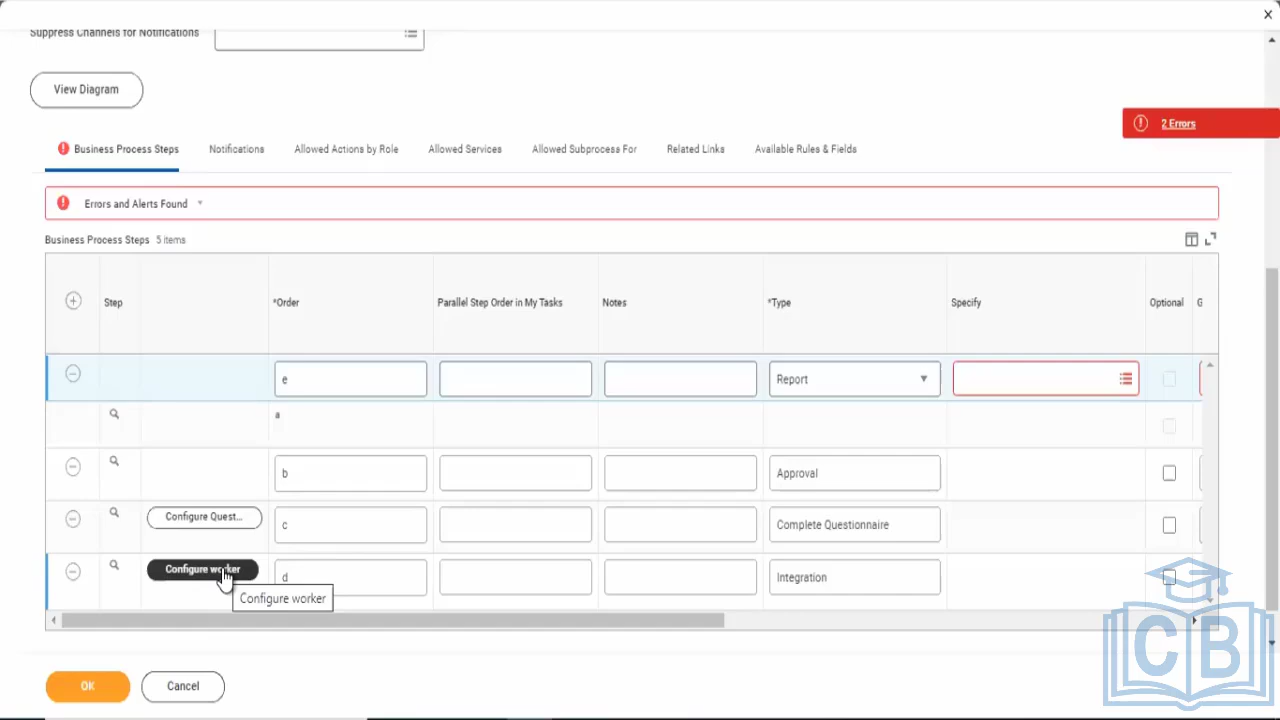 Suppress Channels for Notifications
View Diagram
2 Errors
Business Process Steps Notifications Allowed Actions by Role Allowed Services Allowed Subprocess For Related Links Available Rules & Fields
Errors and Alerts Found
Business Process Steps 5 items
Step *Order Parallel Step Order in My Tasks Notes *Type Specify Optional G
e Report
a
b Approval
Configure Quest... c Complete Questionnaire
Configure worker d Integration
Configure worker
OK Cancel
CB